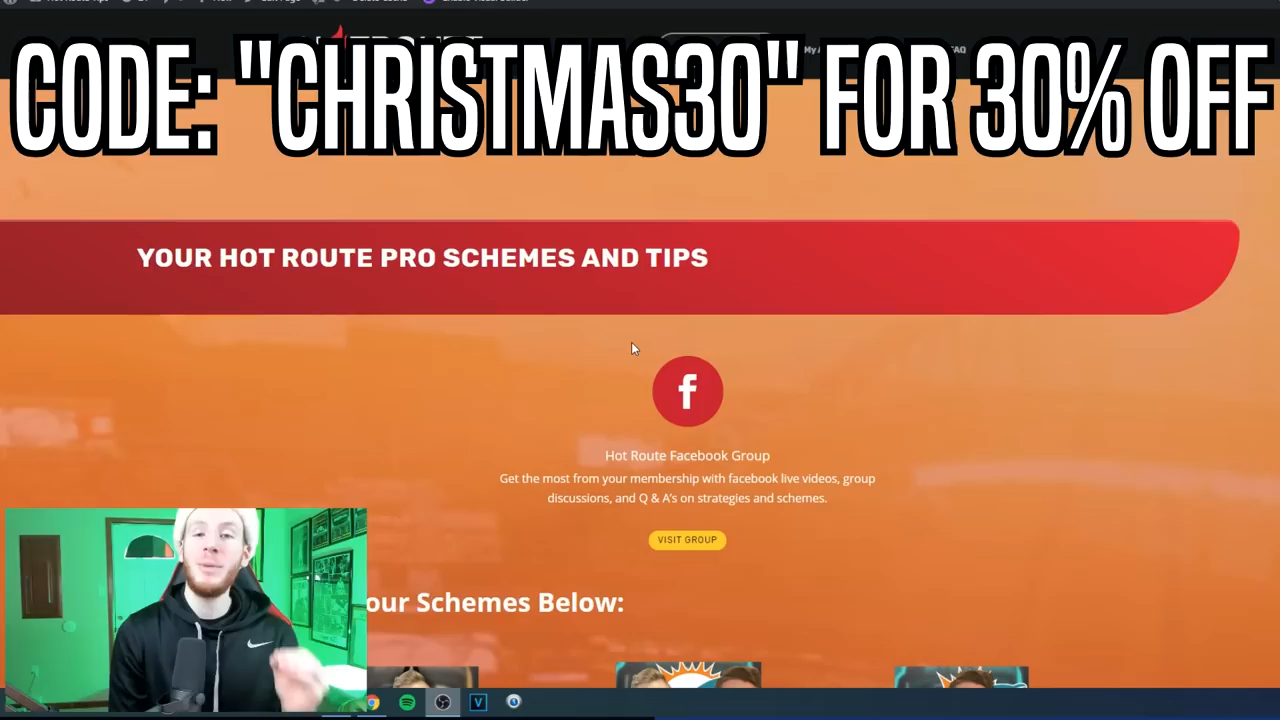 CODE: "CHRISTMAS30" FOR 30% OFF
YOUR HOT ROUTE PRO SCHEMES AND TIPS
f
Hot Route Facebook Group
Get the most from your membership with facebook live videos, group
discussions, and Q & A's on strategies and schemes.
VISIT GROUP
our Schemes Below:
V